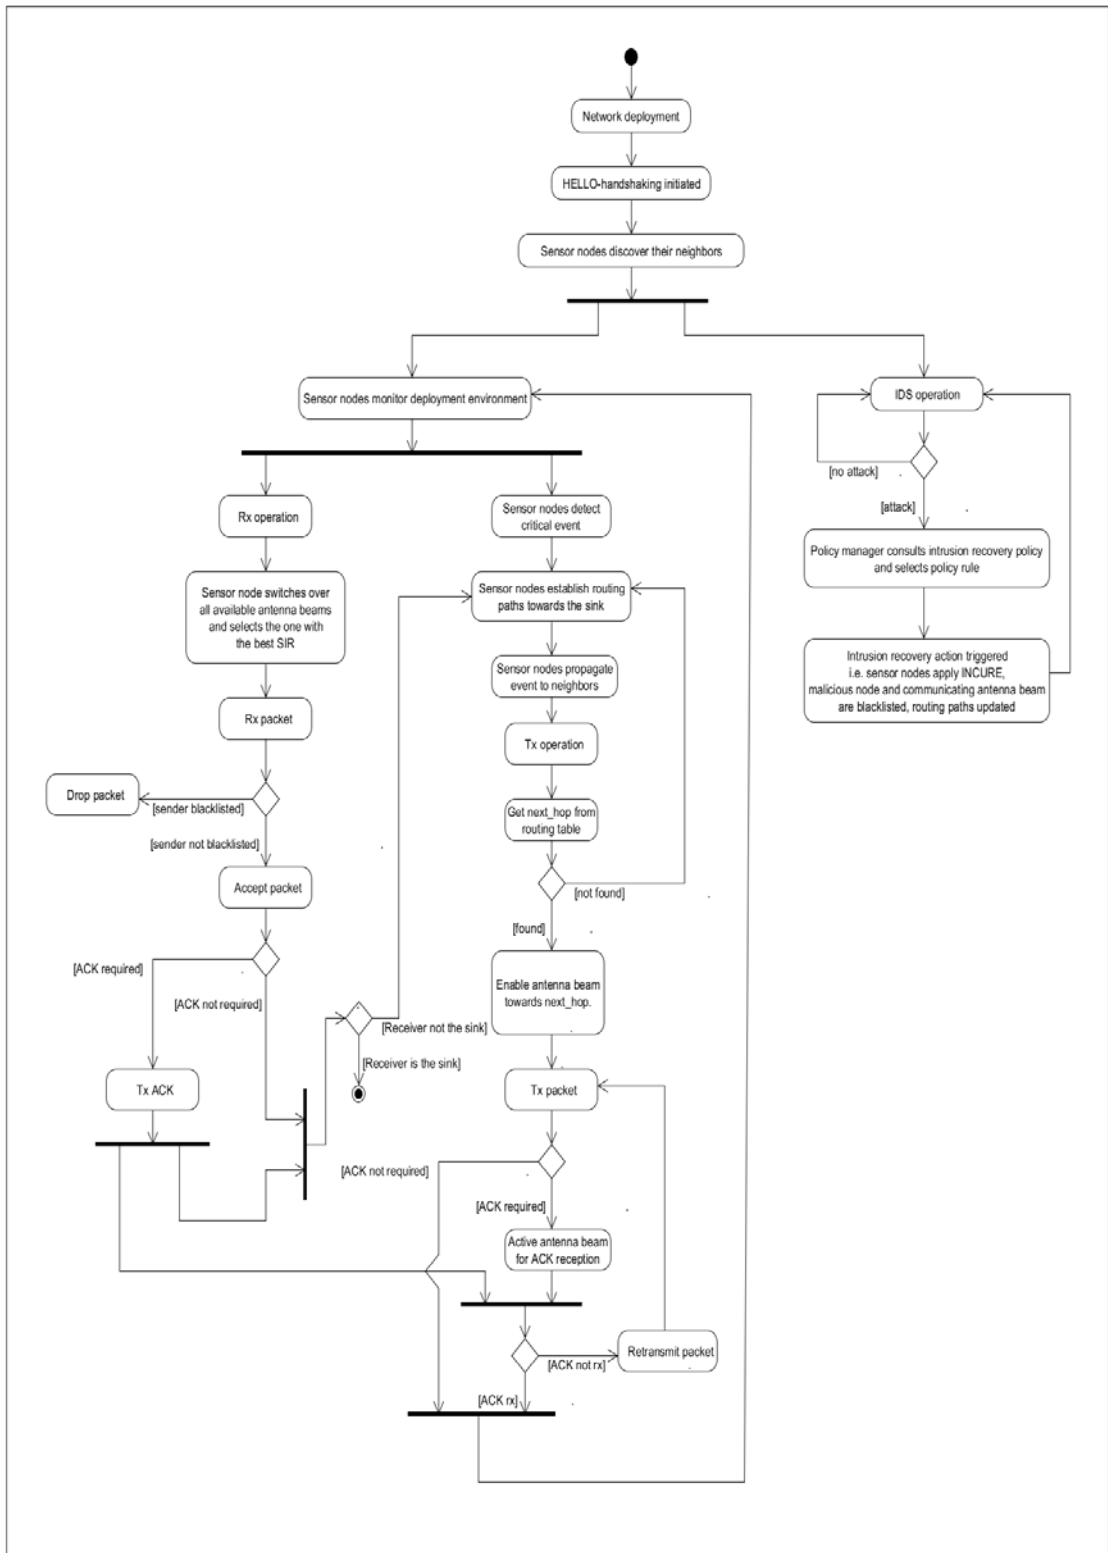 Network deployment
HELLO-handshaking initiated
Sensor nodes discover their neighbors
Sensor nodes monitor deployment environment
IDS operation
[no attack]
[attack]
Policy manager consults intrusion recovery policy
and selects policy rule
Intrusion recovery action triggered
i.e. sensor nodes apply INCURE,
malicious node and communicating antenna beam
are blacklisted, routing paths updated
Rx operation
Sensor node switches over
all available antenna beams
and selects the one with
the best SIR
Rx packet
Drop packet
[sender blacklisted]
[sender not blacklisted]
Accept packet
[ACK required]
[ACK not required]
Tx ACK
[Receiver not the sink]
[Receiver is the sink]
Sensor nodes detect
critical event
Sensor nodes establish routing
paths towards the sink
Sensor nodes propagate
event to neighbors
Tx operation
Get next_hop from
routing table
[not found]
[found]
Enable antenna beam
towards next_hop.
Tx packet
[ACK not required]
[ACK required]
Active antenna beam
for ACK reception
[ACK not rx]
Retransmit packet
[ACK rx]